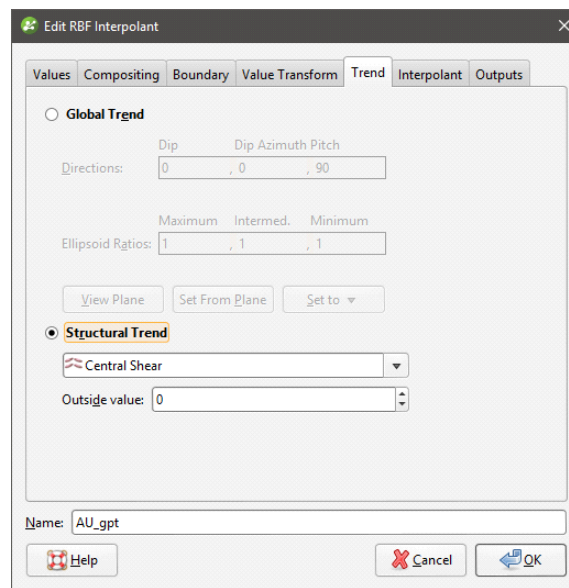 Edit RBF Interpolant
Values Compositing Boundary Value Transform Trend Interpolant Outputs
Global Trend
Dip Dip Azimuth Pitch
Directions: 0 , 0 , 90
Maximum Intermed. Minimum
Ellipsoid Ratios: 1 , 1 , 1
View Plane Set From Plane Set to
Structural Trend
Central Shear
Outside value: 0
Name: AU_gpt
Help Cancel OK